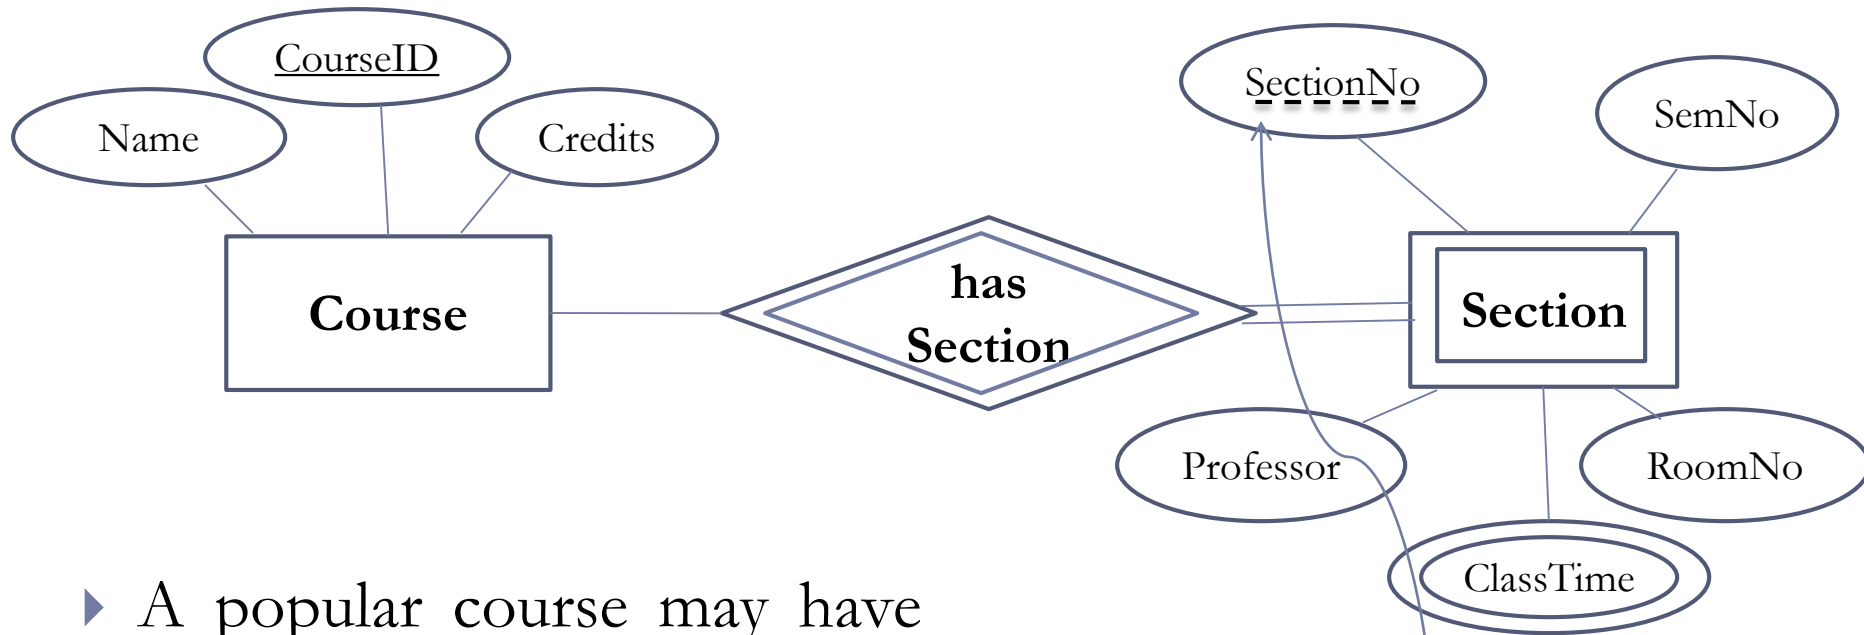 CourseID
Name
Credits
SectionNo
SemNo
Course
has
Section
Section
Professor
RoomNo
ClassTime
A popular course may have